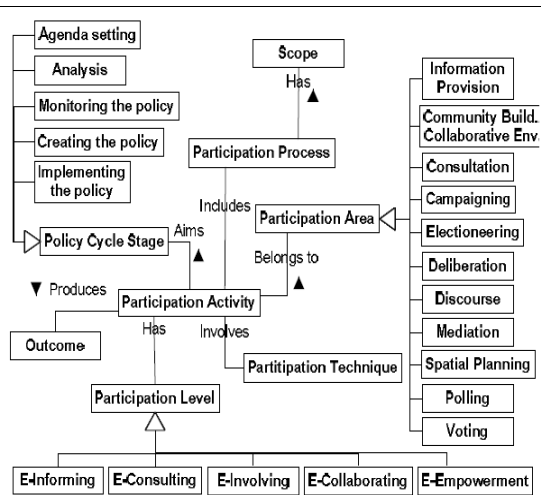 Agenda setting
Analysis
Monitoring the policy
Creating the policy
Implementing
the policy
Policy Cycle Stage
Scope
Has
Participation Process
Includes
Participation Area
Aims
Belongs to
Produces
Participation Activity
Has
Involves
Outcome
Partitipation Technique
Participation Level
E-Informing
E-Consulting
E-Involving
E-Collaborating
E-Empowerment
Information
Provision
Community Build.
Collaborative Env.
Consultation
Campaigning
Electioneering
Deliberation
Discourse
Mediation
Spatial Planning
Polling
Voting